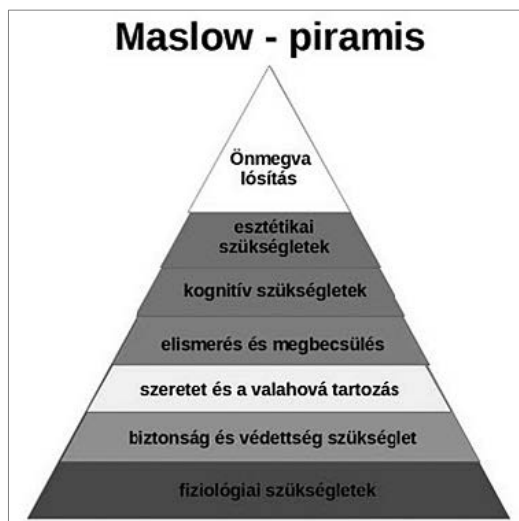 Maslow - piramis
Önmegva
lósítás
esztétikai
szükségletek
kognitív szükségletek
elismerés és megbecsülés
szeretet és a valahová tartozás
biztonság és védettség szükséglet
fiziológiai szükségletek